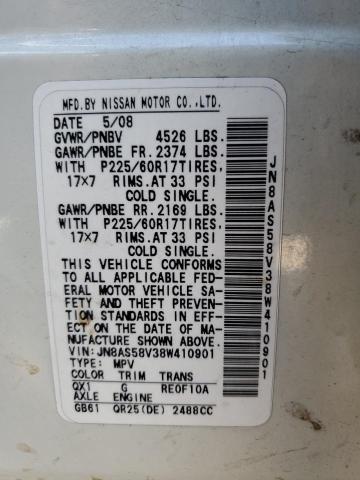 MFD.BY NISSAN MOTOR CO.,LTD.
DATE 5/08
GVWR/PNBV 4526 LBS.
GAWR/PNBE FR. 2374 LBS.
WITH P225/60R17TIRES,
17×7 RIMS.AT 33 PSI
COLD SINGLE.
GAWR/PNBE RR. 2169 LBS.
WITH P225/60R17TIRES,
17×7 RIMS.AT 33 PSI
COLD SINGLE.
THIS VEHICLE CONFORMS
TO ALL APPLICABLE FED-
ERAL MOTOR VEHICLE SA-
FETY AND THEFT PREVEN-
TION STANDARDS IN EFF-
ECT ON THE DATE OF MA-
NUFACTURE SHOWN ABOVE.
VIN:JN8AS58V38W410901
TYPE: MPV
COLOR TRIM TRANS
QX1 G RE0F10A
AXLE ENGINE
GB61 QR25(DE) 2488CC
JN8AS58V38W410901